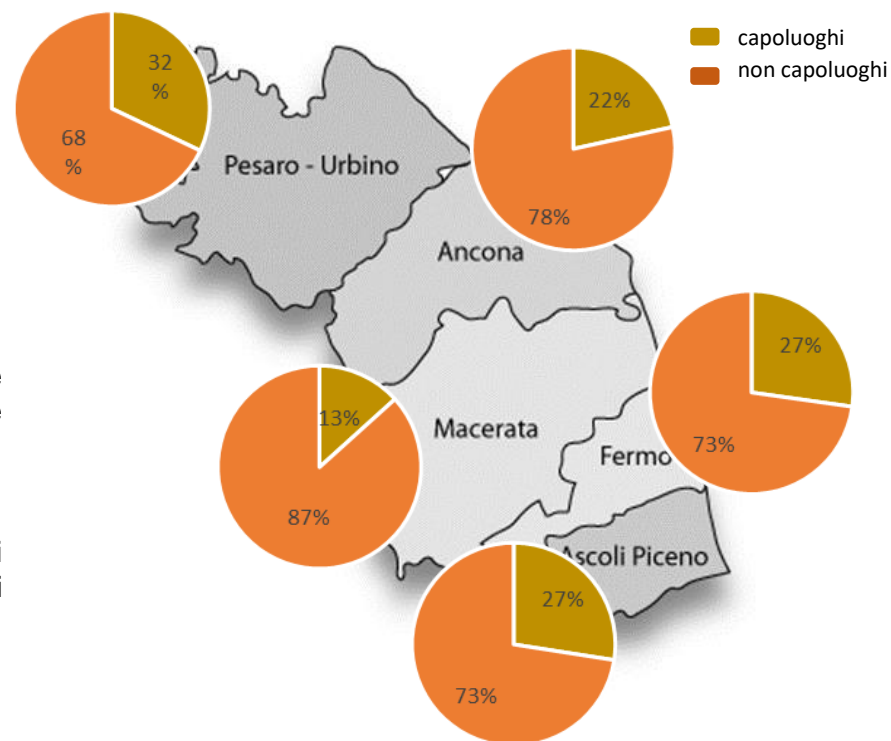 capoluoghi
non capoluoghi
32
%
68
%
22%
78%
Pesaro - Urbino
Ancona
27%
73%
13%
87%
Macerata
Fermo
Ascoli Piceno
27%
73%
e
e
i
i